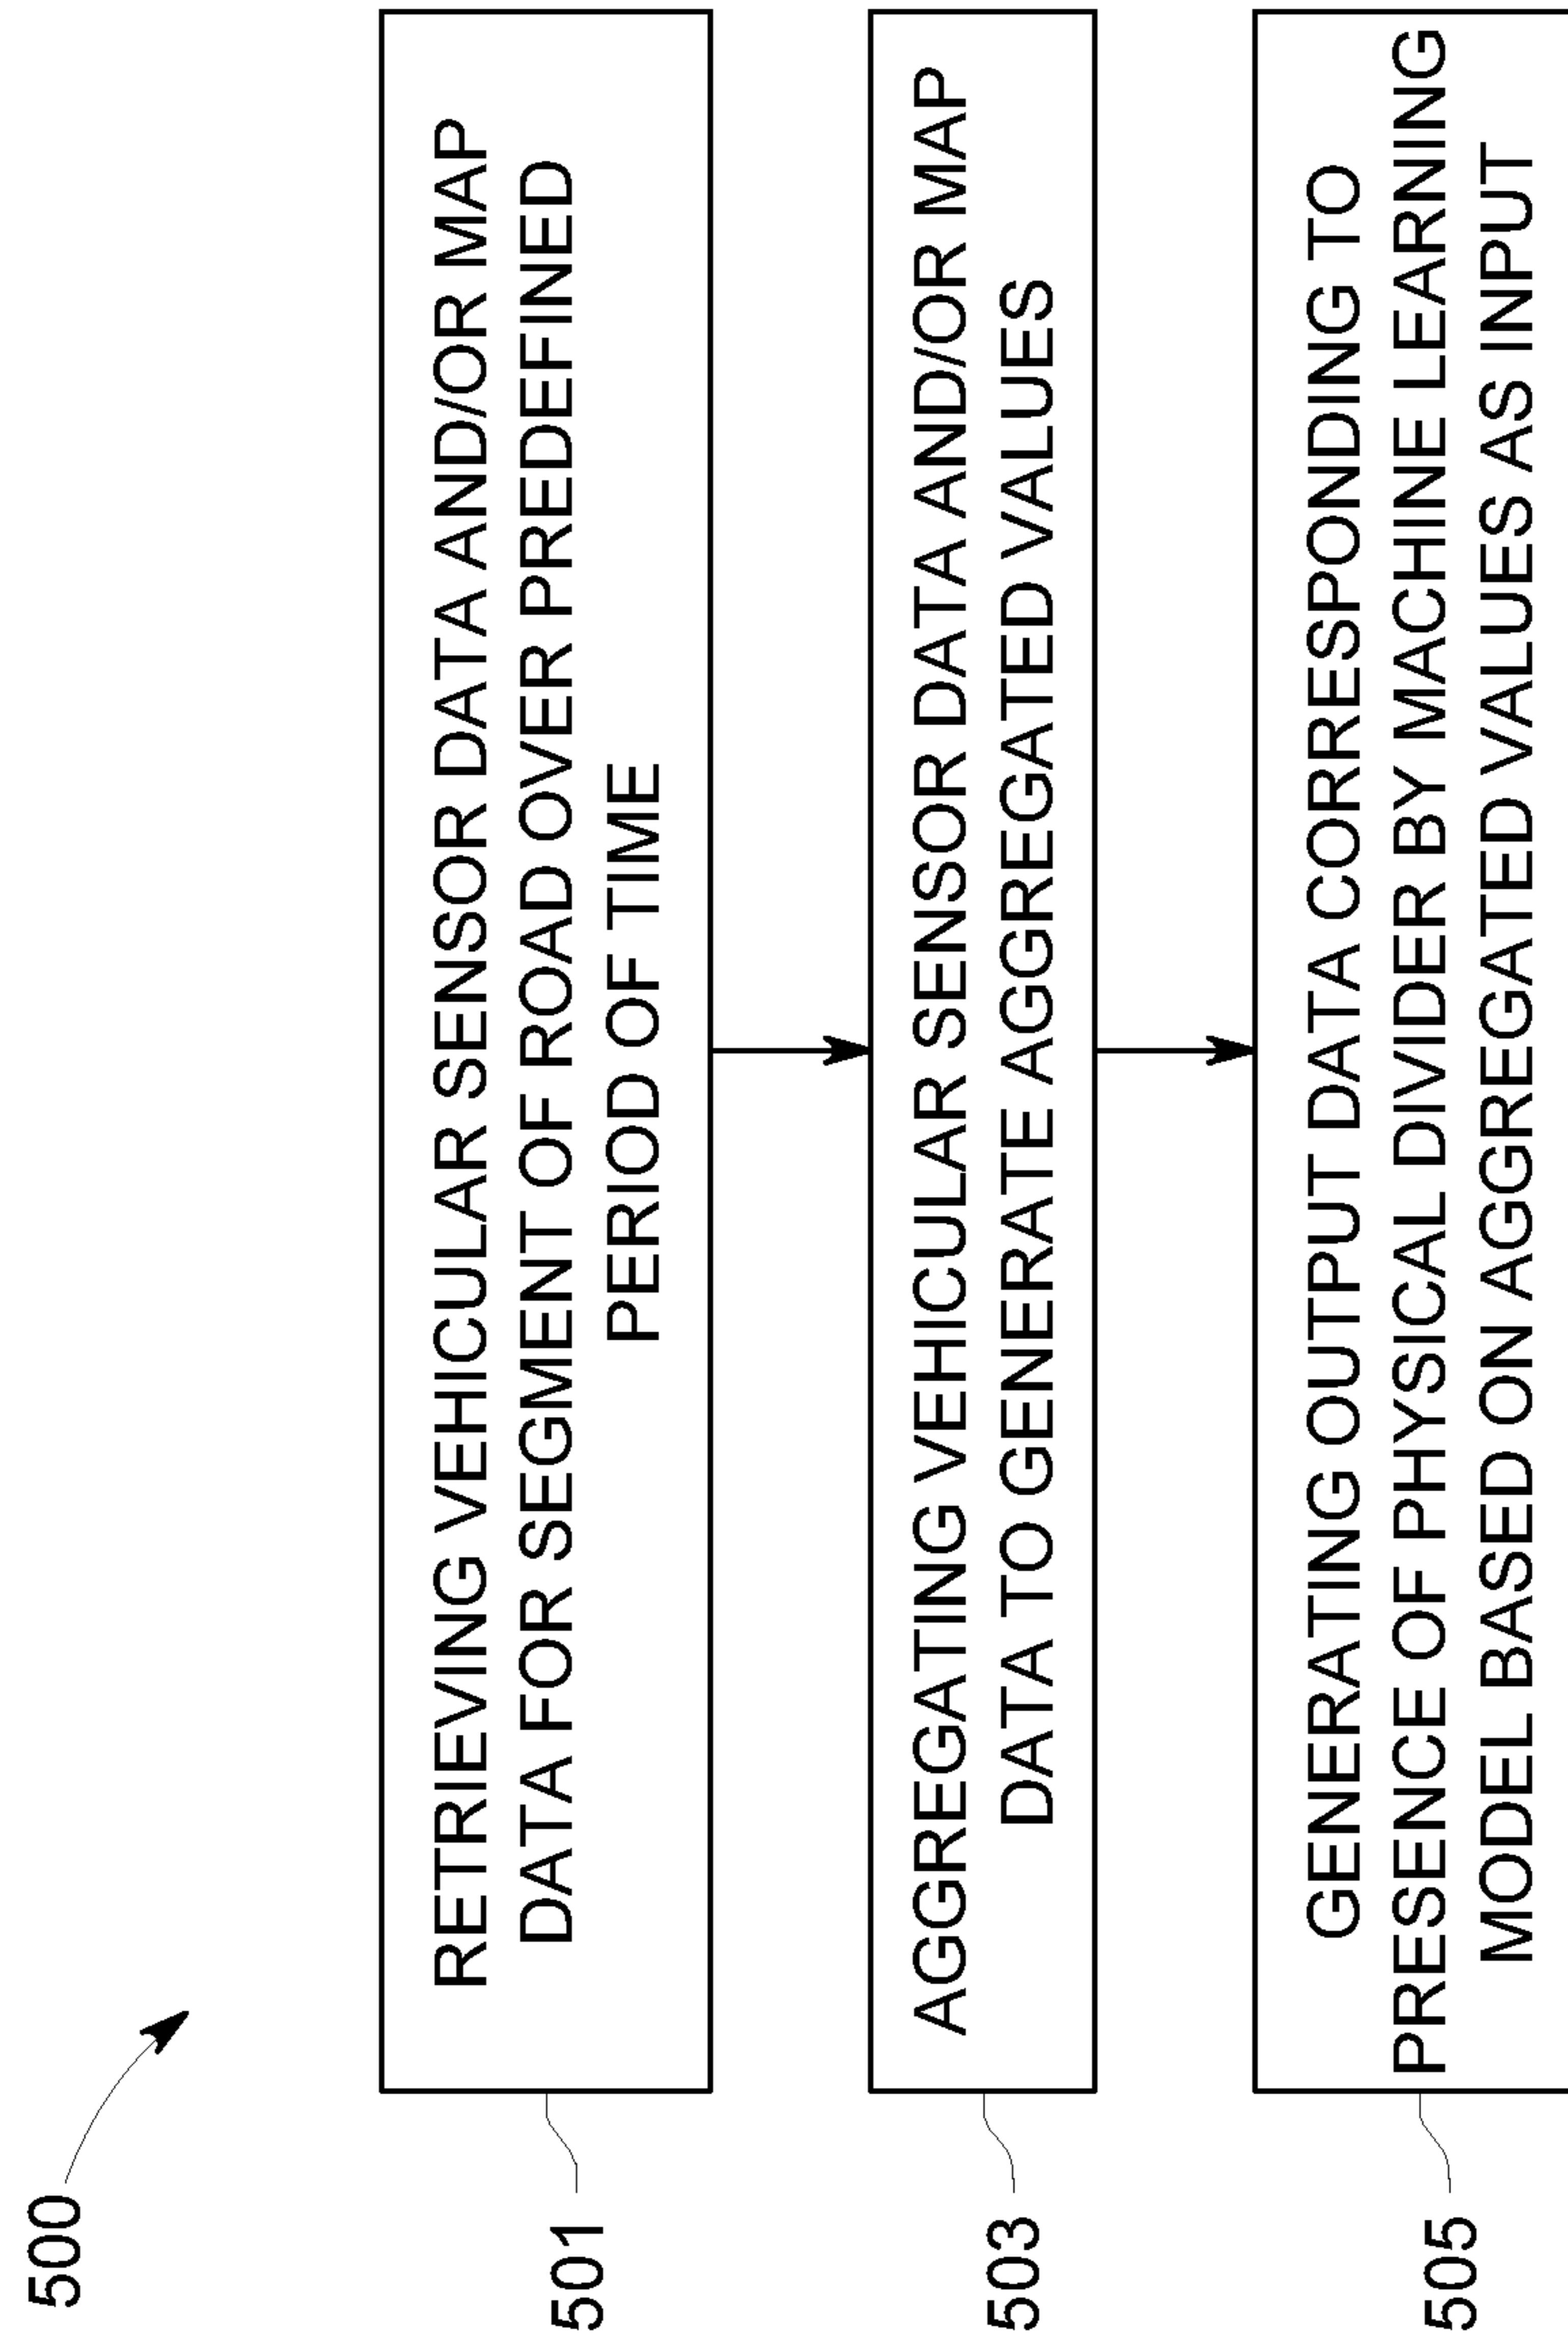 500
501
RETRIEVING VEHICULAR SENSOR DATA AND/OR MAP
DATA FOR SEGMENT OF ROAD OVER PREDEFINED
PERIOD OF TIME
503
AGGREGATING VEHICULAR SENSOR DATA AND/OR MAP
DATA TO GENERATE AGGREGATED VALUES
505
GENERATING OUTPUT DATA CORRESPONDING TO
PRESENCE OF PHYSICAL DIVIDER BY MACHINE LEARNING
MODEL BASED ON AGGREGATED VALUES AS INPUT